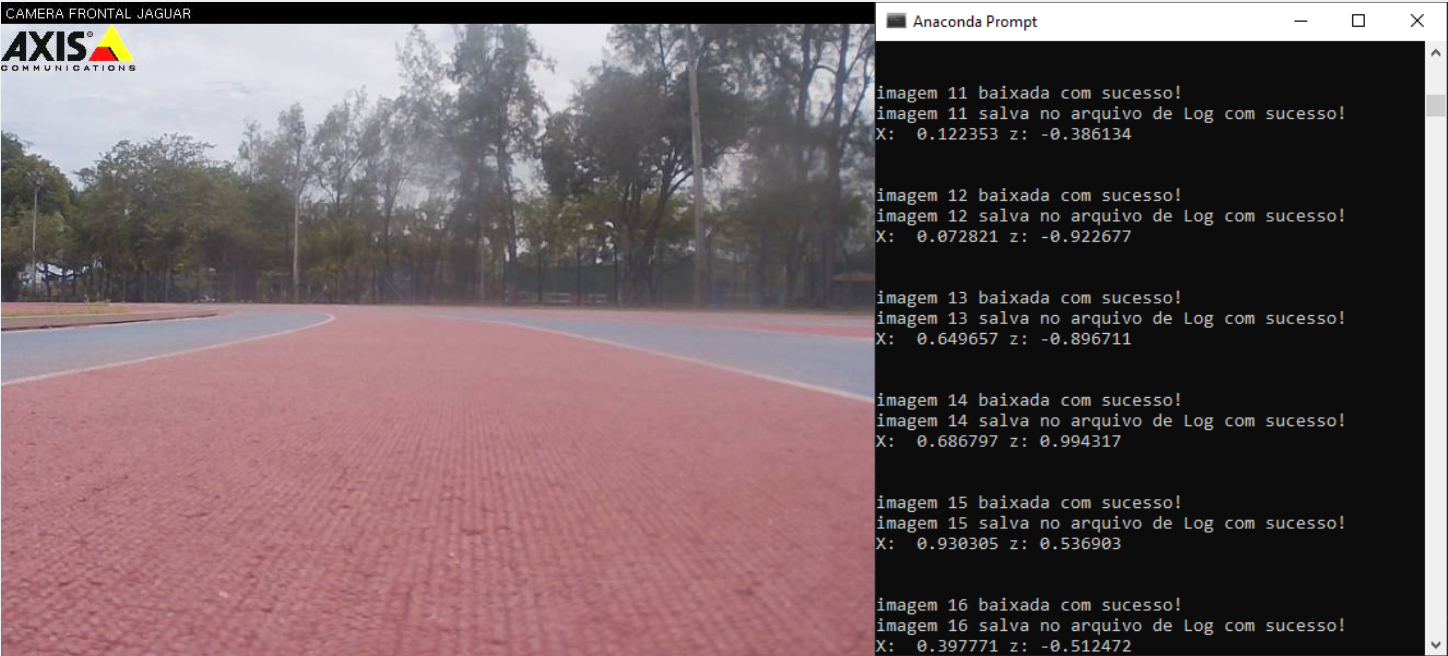 CAMERA FRONTAL JAGUAR
AXIS
COMMUNICATIONS
Anaconda Prompt
imagem 11 baixada com sucesso!
imagem 11 salva no arquivo de Log com sucesso!
X:  0.122353 z: -0.386134
imagem 12 baixada com sucesso!
imagem 12 salva no arquivo de Log com sucesso!
X:  0.072821 z: -0.922677
imagem 13 baixada com sucesso!
imagem 13 salva no arquivo de Log com sucesso!
X:  0.649657 z: -0.896711
imagem 14 baixada com sucesso!
imagem 14 salva no arquivo de Log com sucesso!
X:  0.686797 z: 0.994317
imagem 15 baixada com sucesso!
imagem 15 salva no arquivo de Log com sucesso!
X:  0.930305 z: 0.536903
imagem 16 baixada com sucesso!
imagem 16 salva no arquivo de Log com sucesso!
X:  0.397771 z: -0.512472